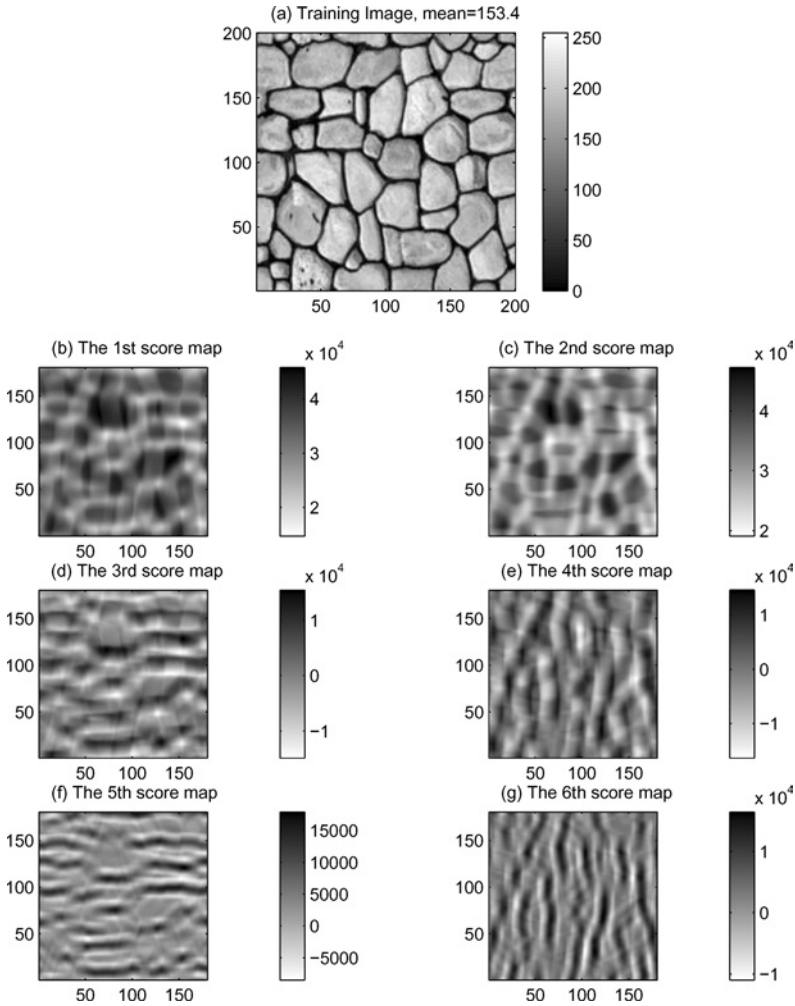 (a) Training Image, mean=153.4
200
150
100
50
50 100 150 200
250
200
150
100
50
0
(b) The 1st score map
150
100
50
50 100 150
x 10^4
4
3
2
(c) The 2nd score map
150
100
50
50 100 150
x 10^4
4
3
2
(d) The 3rd score map
150
100
50
50 100 150
x 10^4
1
0
−1
(e) The 4th score map
150
100
50
50 100 150
x 10^4
1
0
−1
(f) The 5th score map
150
100
50
50 100 150
15000
10000
5000
0
−5000
(g) The 6th score map
150
100
50
50 100 150
x 10^4
1
0
−1